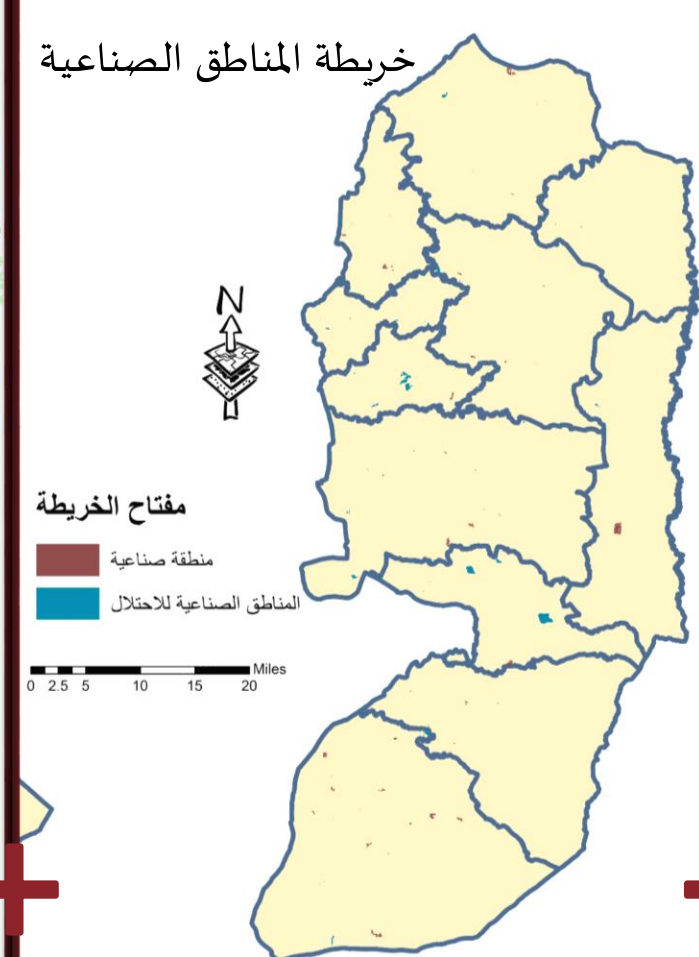 خريطة المناطق الصناعية
N
مفتاح الخريطة
منطقة صناعية
المناطق الصناعية للاحتلال
Miles
0 2.5 5 10 15 20